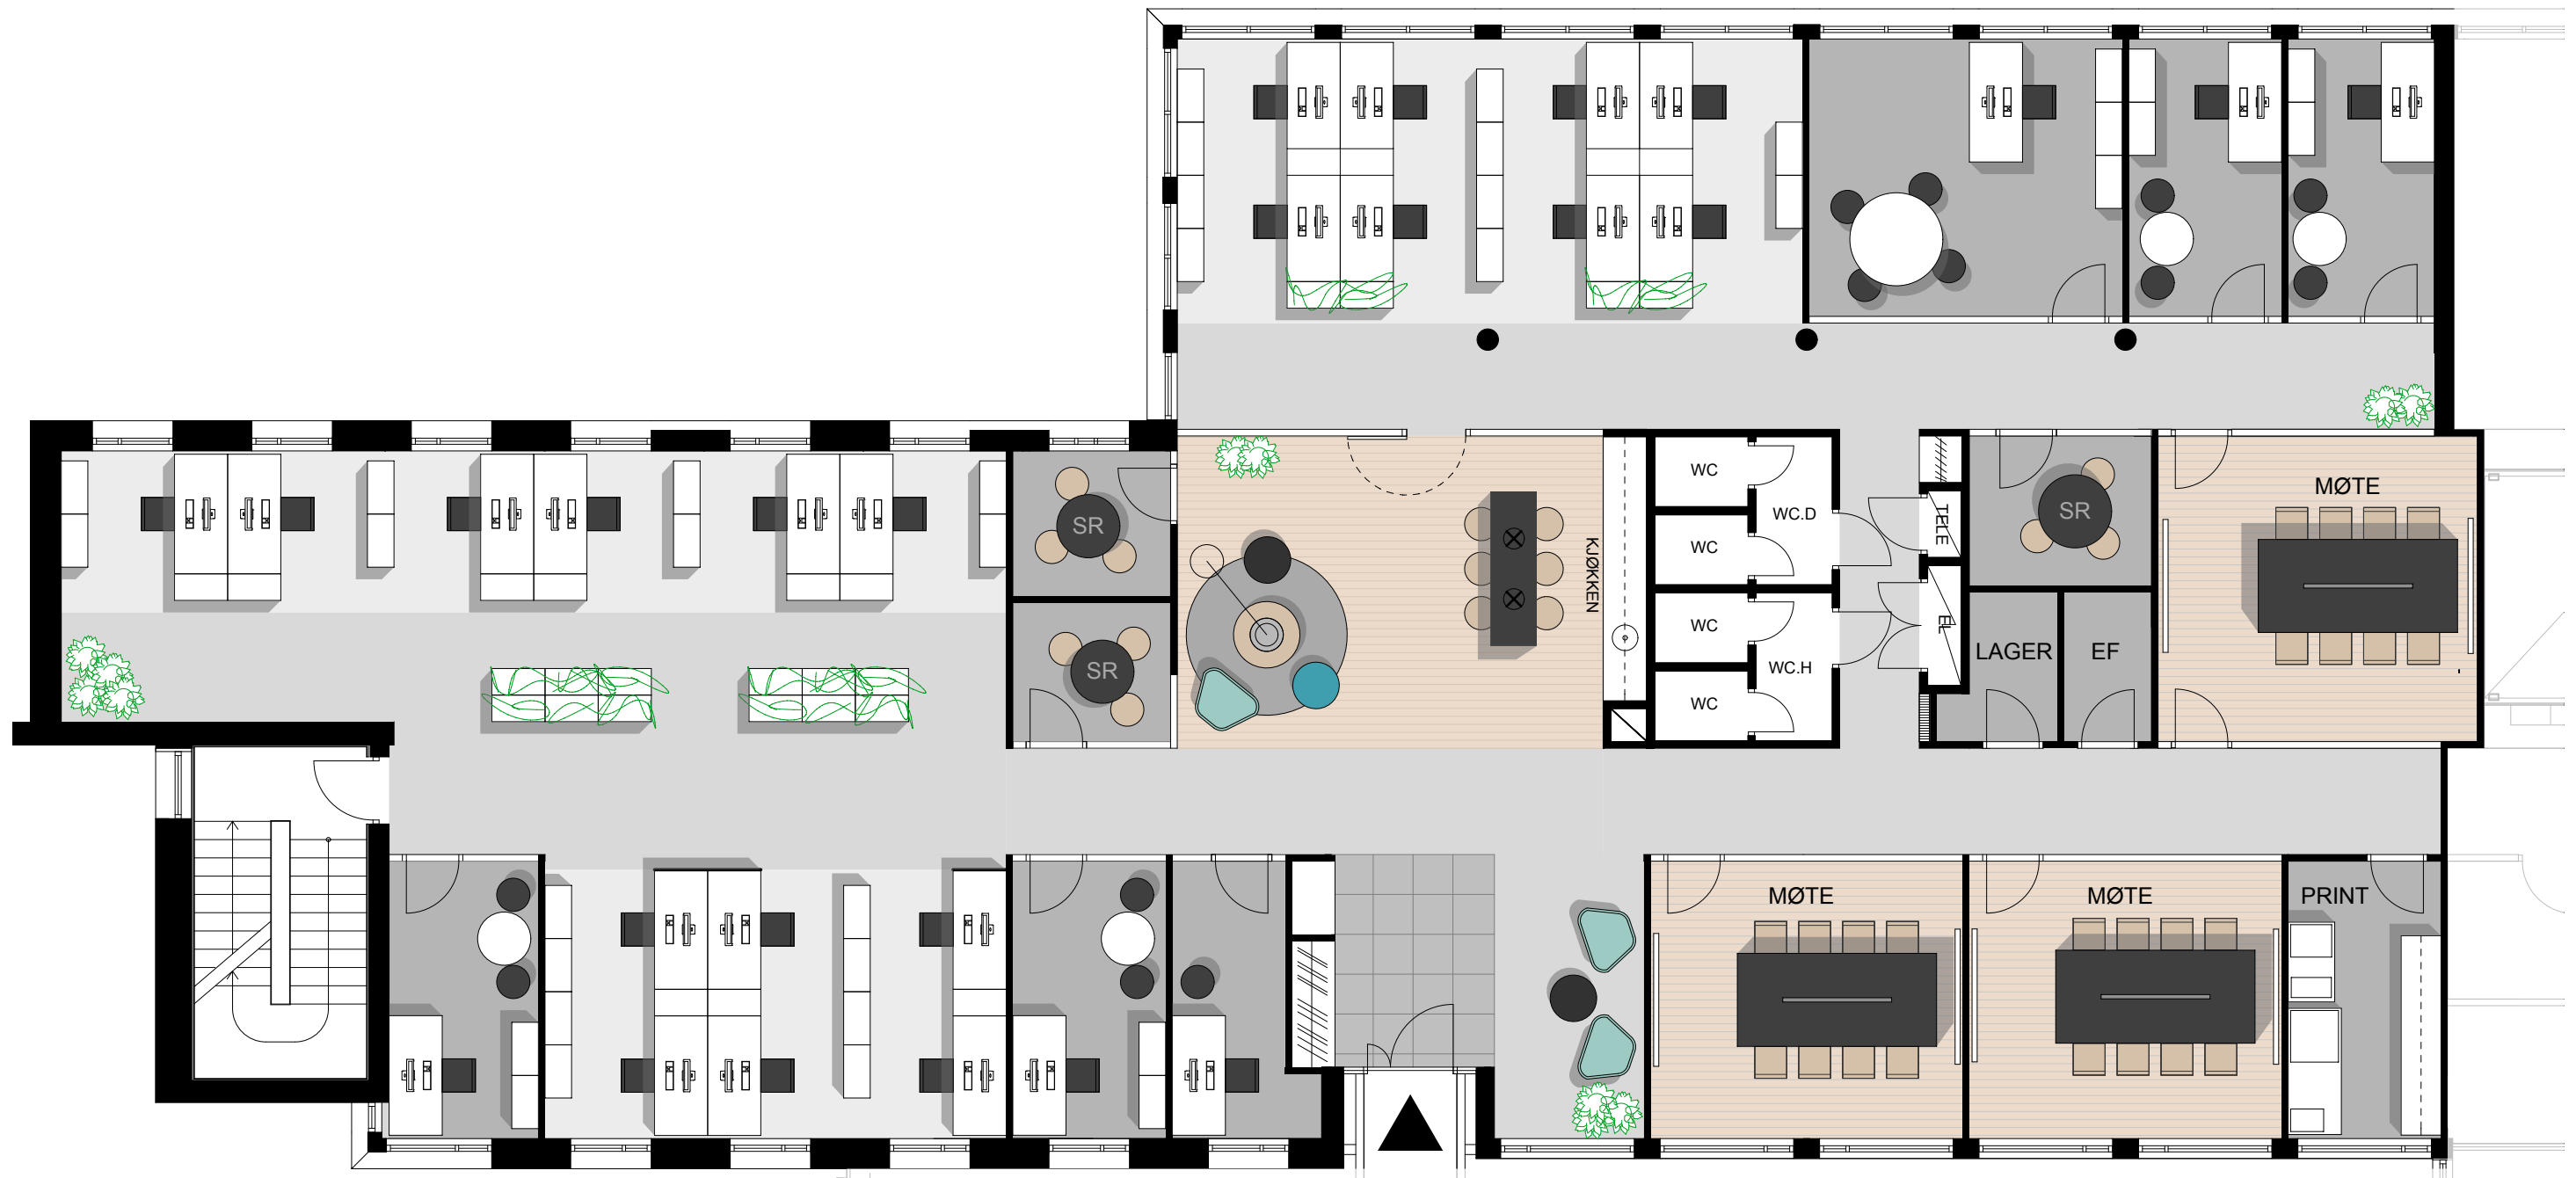 MØTE
WC
WC.D
TELE
SR
SR
KJØKKEN
WC
WC
EL
LAGER
EF
SR
WC.H
WC
MØTE
MØTE
PRINT